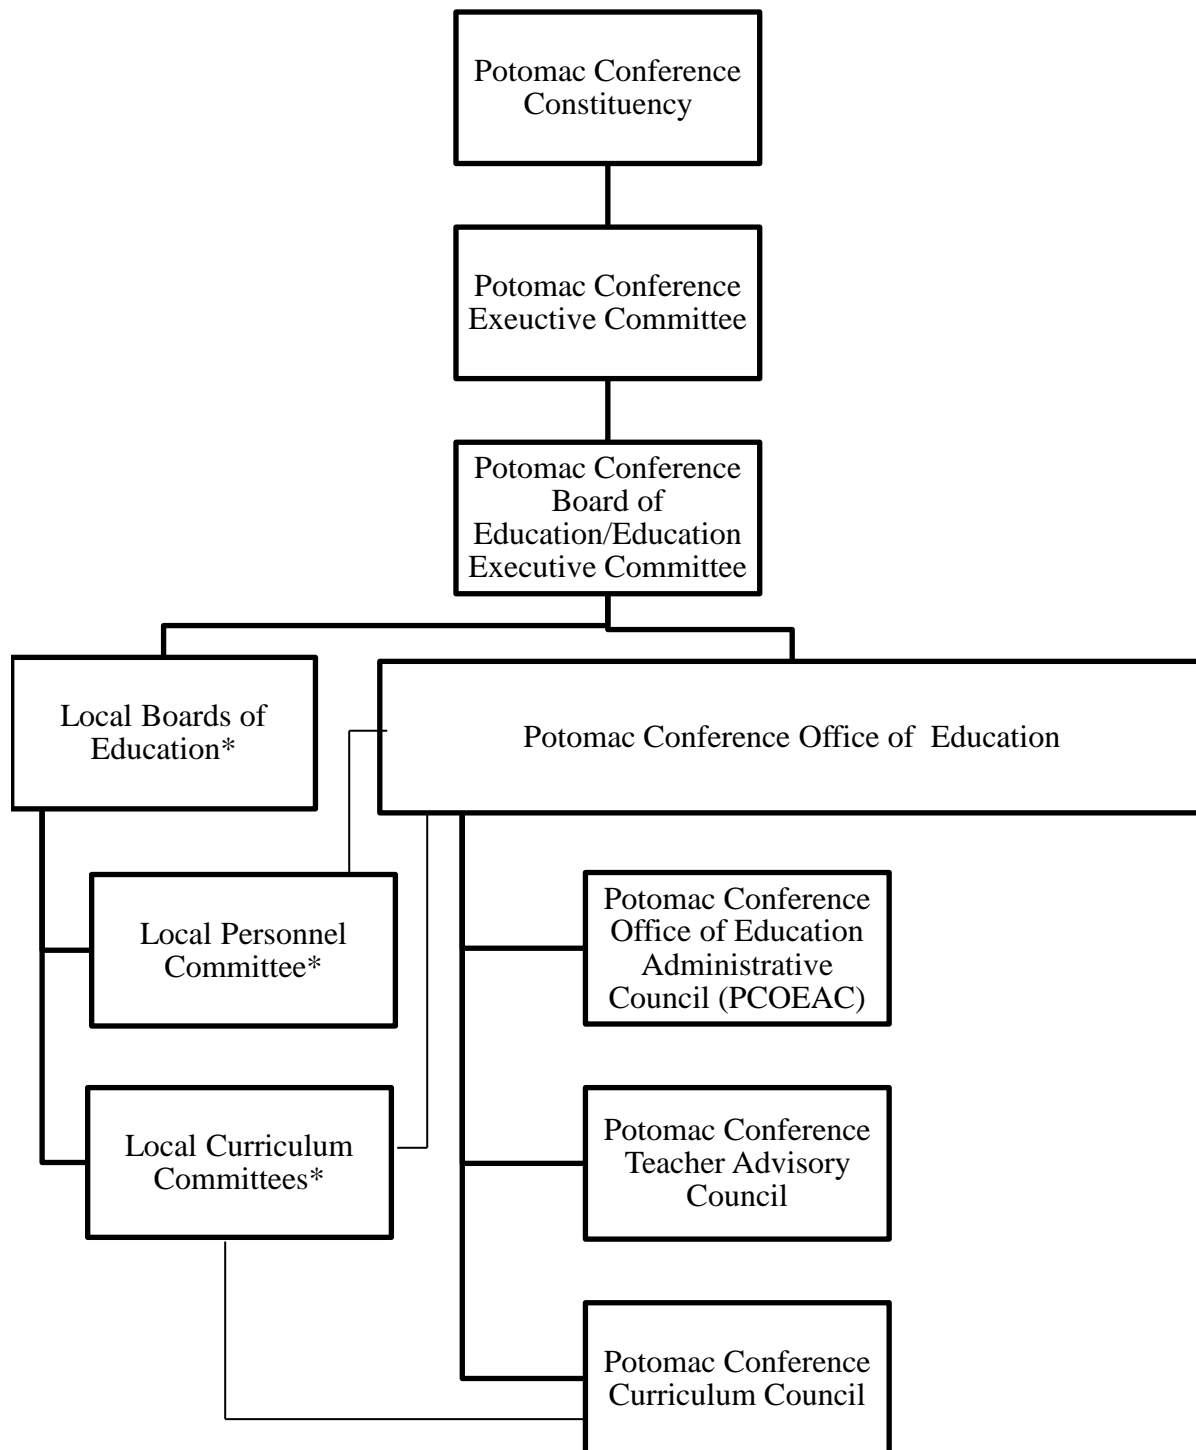 Potomac Conference
Constituency
Potomac Conference
Exeuctive Committee
Potomac Conference
Board of
Education/Education
Executive Committee
Local Boards of
Education*
Potomac Conference Office of  Education
Local Personnel
Committee*
Potomac Conference
Office of Education
Administrative
Council (PCOEAC)
Local Curriculum
Committees*
Potomac Conference
Teacher Advisory
Council
Potomac Conference
Curriculum Council